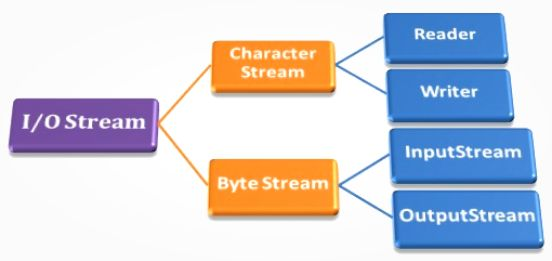 I/O Stream
Character
Stream
Reader
Writer
Byte Stream
InputStream
OutputStream